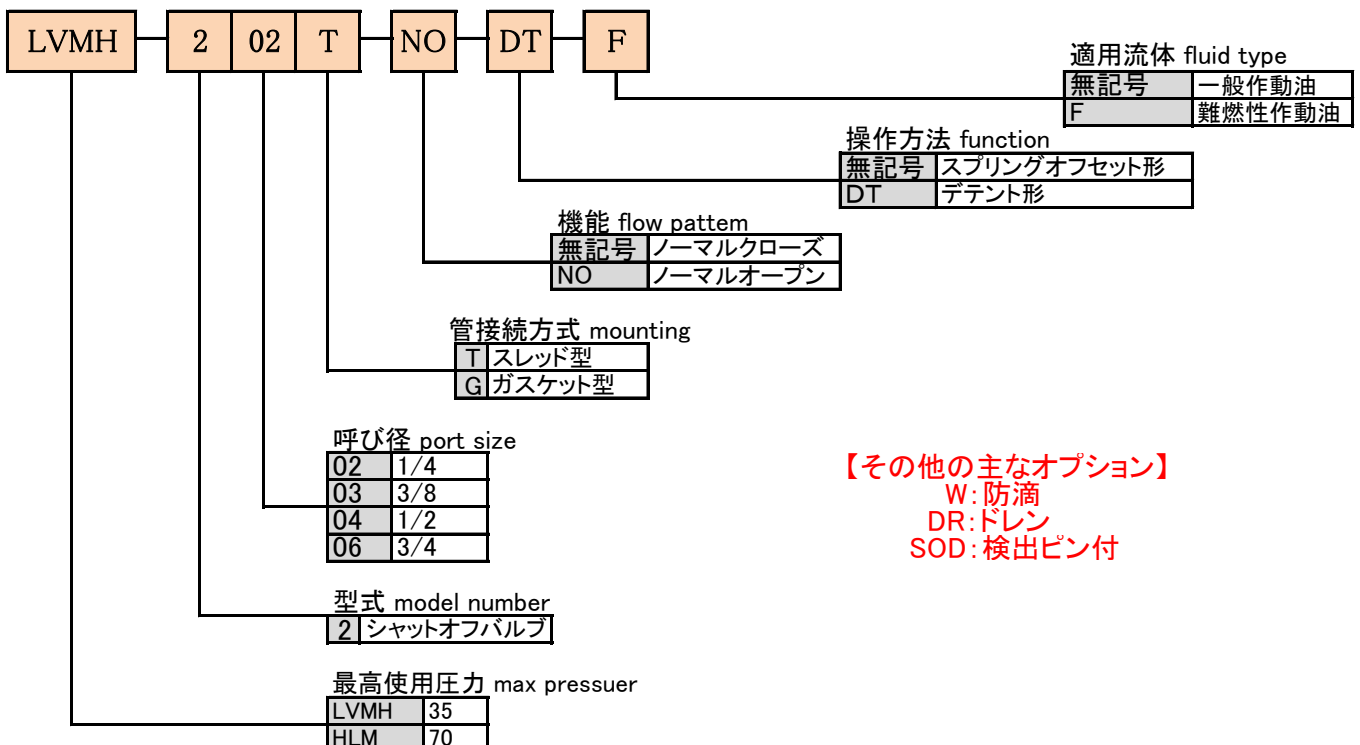 LVMH 2 02 T NO DT F
適用流体 fluid type
無記号 一般作動油
F 難燃性作動油
操作方法 function
無記号 スプリングオフセット形
DT デテント形
機能 flow pattem
無記号 ノーマルクローズ
NO ノーマルオープン
管接続方式 mounting
T スレッド型
G ガスケット型
呼び径 port size
02 1/4
03 3/8
04 1/2
06 3/4
【その他の主なオプション】
W:防滴
DR:ドレン
SOD:検出ピン付
型式 model number
2 シャットオフバルブ
最高使用圧力 max pressuer
LVMH 35
HLM 70